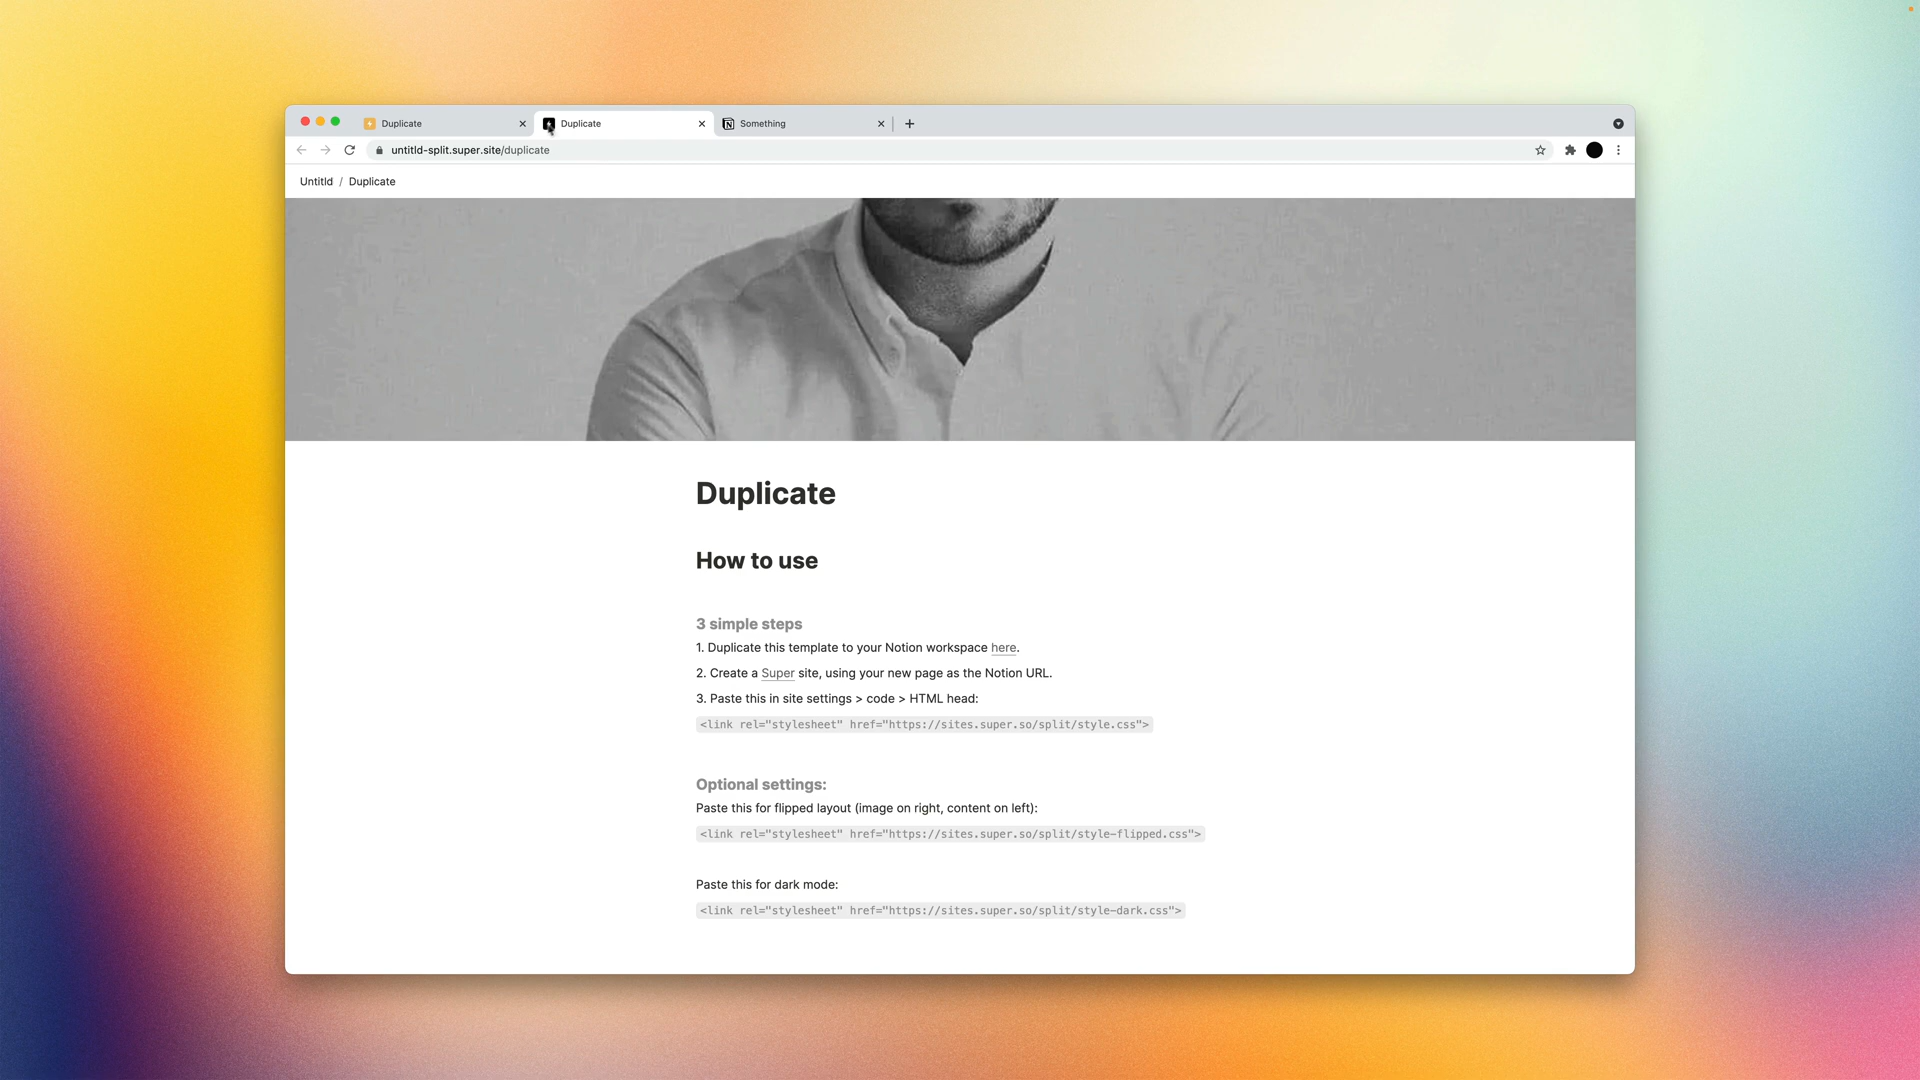 Duplicate
Duplicate
Something
untitld-split.super.site/duplicate
Untitld / Duplicate
Duplicate
How to use
3 simple steps
1. Duplicate this template to your Notion workspace here.
2. Create a Super site, using your new page as the Notion URL.
3. Paste this in site settings > code > HTML head:
<link rel="stylesheet" href="https://sites.super.so/split/style.css">
Optional settings:
Paste this for flipped layout (image on right, content on left):
<link rel="stylesheet" href="https://sites.super.so/split/style-flipped.css">
Paste this for dark mode:
<link rel="stylesheet" href="https://sites.super.so/split/style-dark.css">